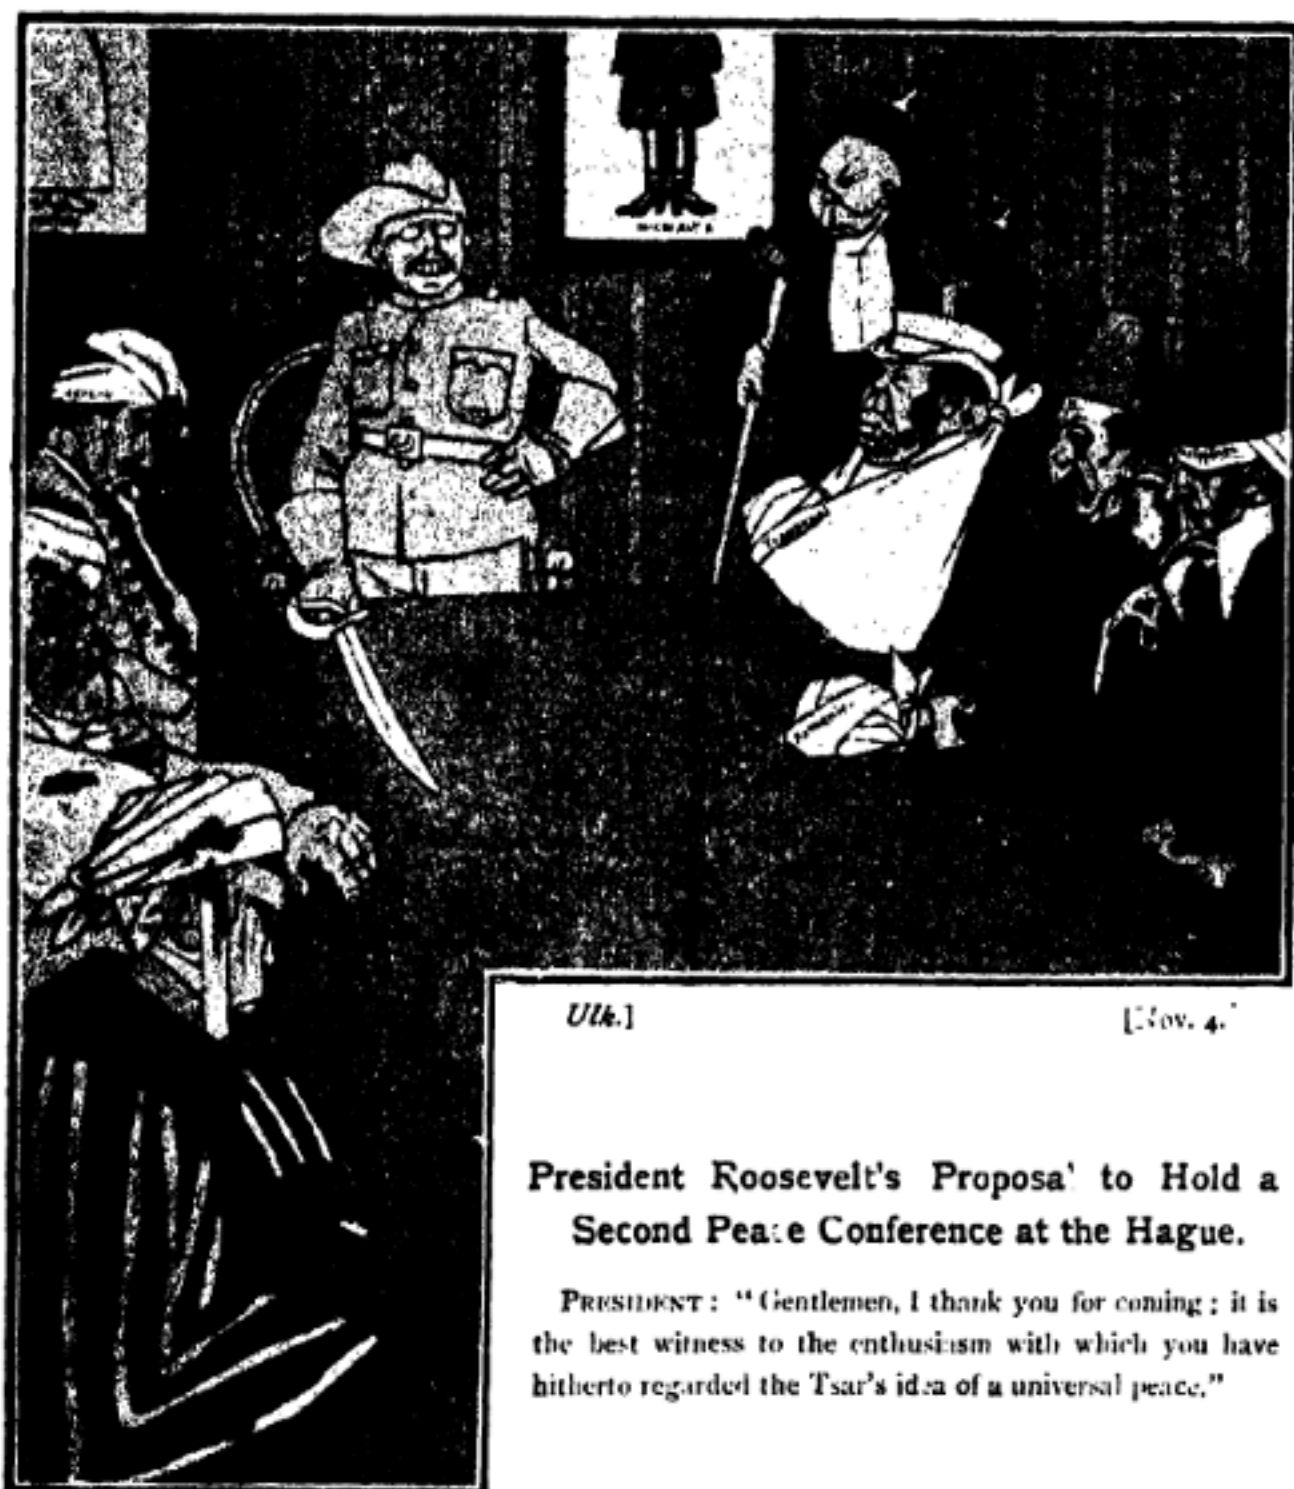 Ulk.]
4.
President Roosevelt's Proposal to Hold a
Second Peace Conference at the Hague.
PRESIDENT: "Gentlemen, I thank you for coming; it is
the best witness to the enthusiasm with which you have
hitherto regarded the Tsar's idea of a universal peace."